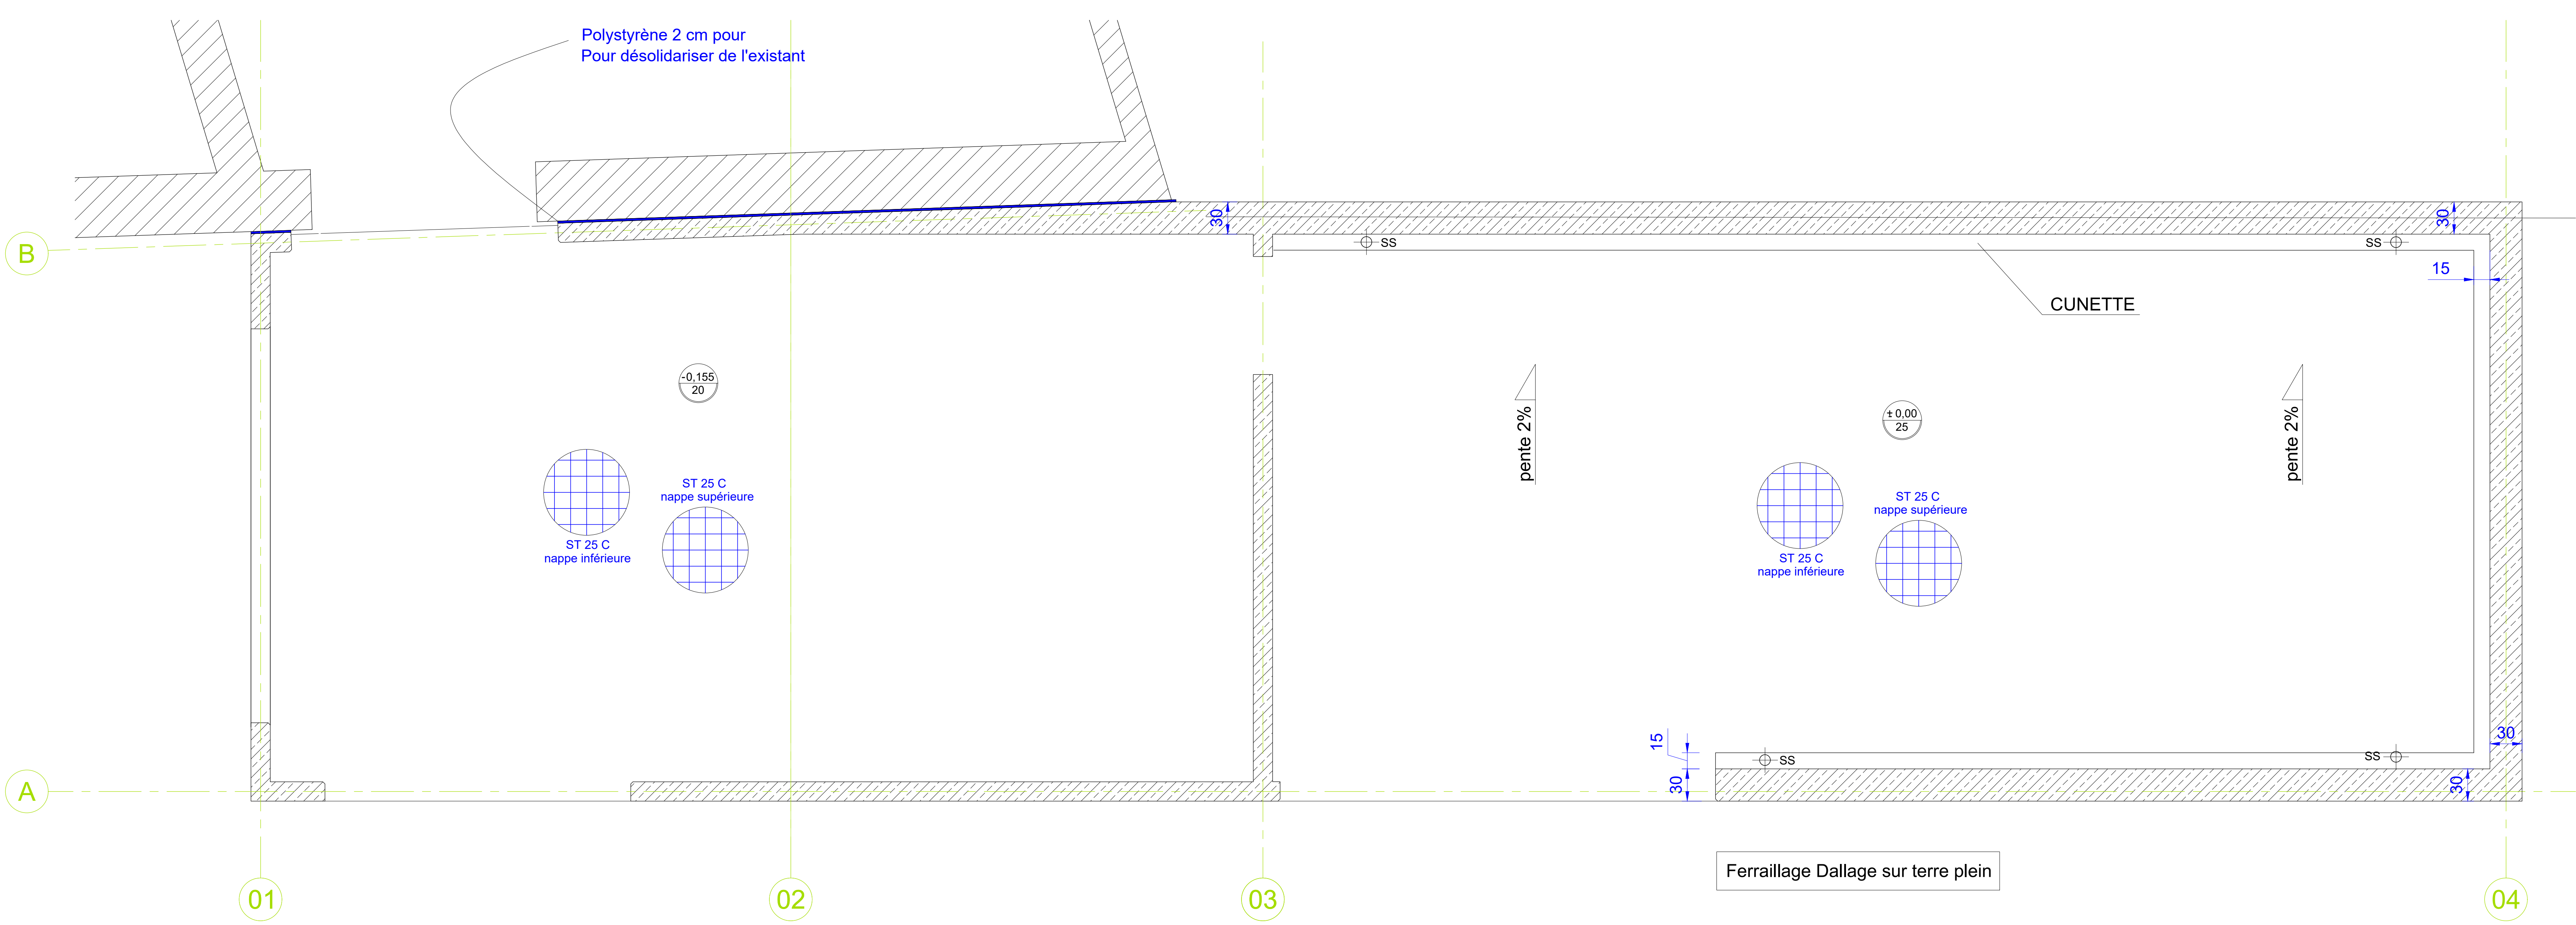 Polystyrène 2 cm pour
Pour désolidariser de l'existant
B
30
SS
SS
30
15
CUNETTE
-0,155
20
pente 2%
± 0,00
25
pente 2%
ST 25 C
nappe supérieure
ST 25 C
nappe inférieure
ST 25 C
nappe supérieure
ST 25 C
nappe inférieure
15
SS
SS
30
30
30
A
Ferraillage Dallage sur terre plein
01
02
03
04